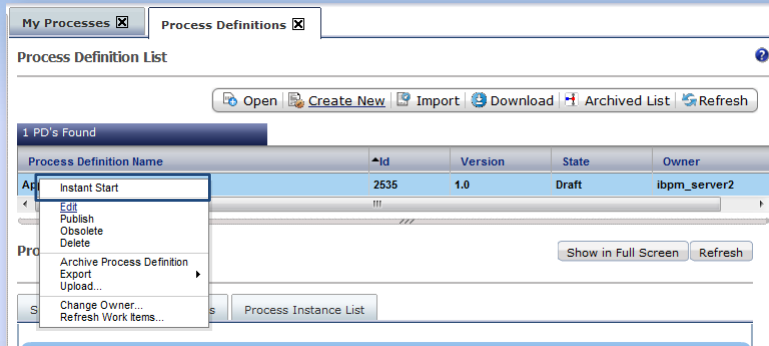 My Processes
Process Definitions
Process Definition List
Open
Create New
Import
Download
Archived List
Refresh
1 PD's Found
Process Definition Name
Id
Version
State
Owner
2535
1.0
Draft
ibpm_server2
Instant Start
Edit
Publish
Obsolete
Delete
Archive Process Definition
Export
Upload...
Change Owner...
Refresh Work Items...
Show in Full Screen
Refresh
Process Instance List